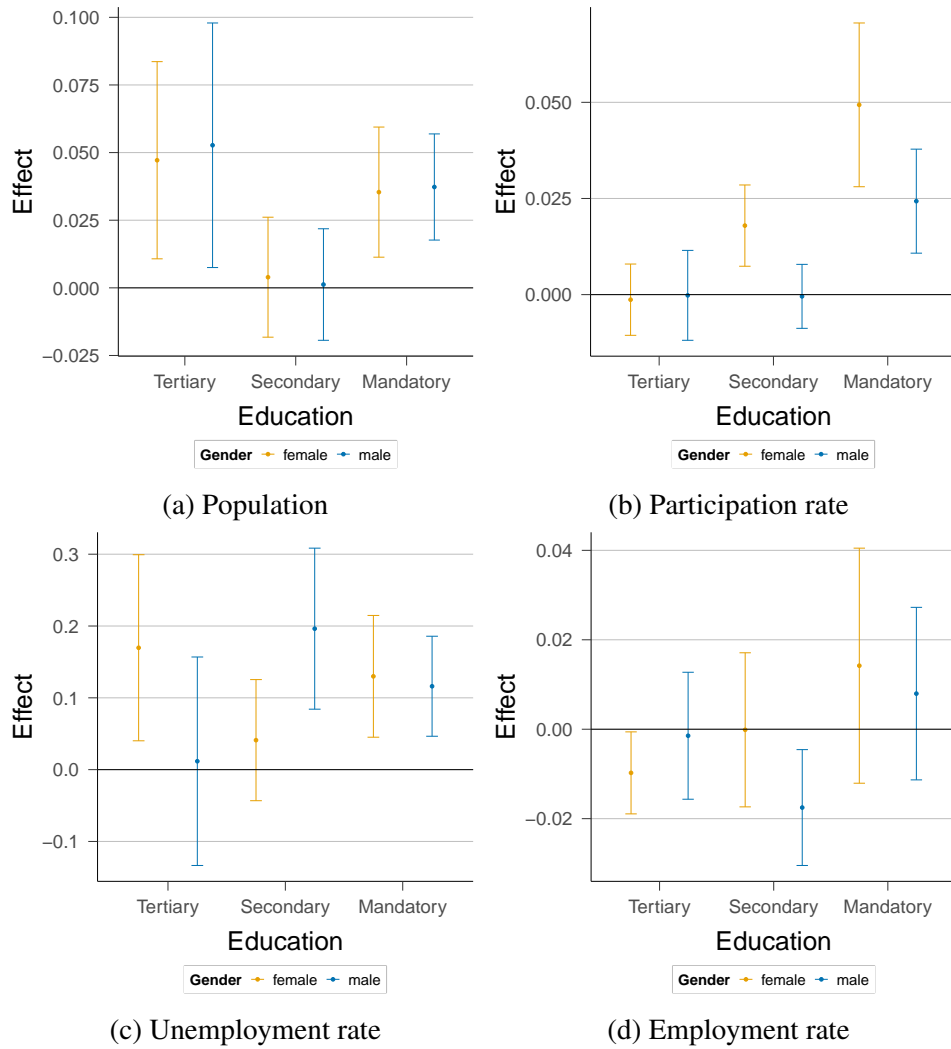 0.100
0.075
0.050
0.025
0.000
−0.025
Effect
Tertiary Secondary Mandatory
Education
Gender female male
(a) Population
0.050
0.025
0.000
Effect
Tertiary Secondary Mandatory
Education
Gender female male
(b) Participation rate
0.3
0.2
0.1
0.0
−0.1
Effect
Tertiary Secondary Mandatory
Education
Gender female male
(c) Unemployment rate
0.04
0.02
0.00
−0.02
Effect
Tertiary Secondary Mandatory
Education
Gender female male
(d) Employment rate